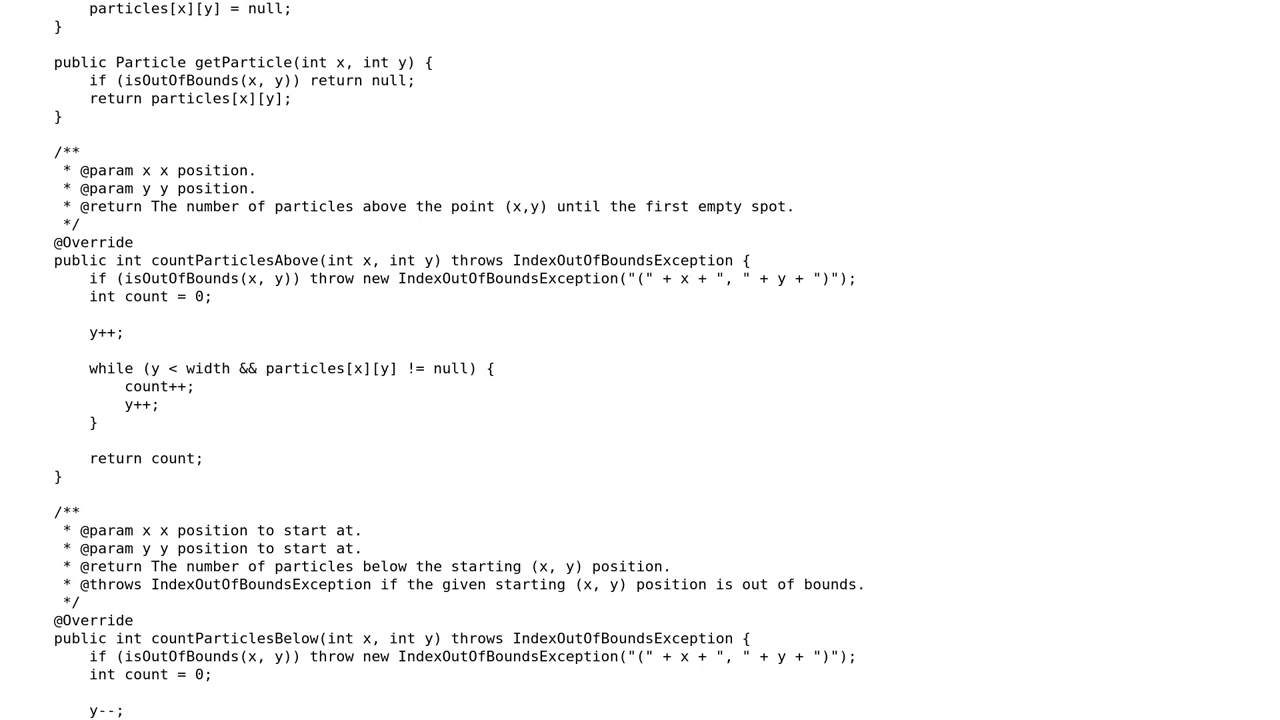 particles[x][y] = null;
}
public Particle getParticle(int x, int y) {
if (isOutOfBounds(x, y)) return null;
return particles[x][y];
}
/**
* @param x x position.
* @param y y position.
* @return The number of particles above the point (x,y) until the first empty spot.
*/
@Override
public int countParticlesAbove(int x, int y) throws IndexOutOfBoundsException {
if (isOutOfBounds(x, y)) throw new IndexOutOfBoundsException("(" + x + ", " + y + ")");
int count = 0;
y++;
while (y < width && particles[x][y] != null) {
count++;
y++;
}
return count;
}
/**
* @param x x position to start at.
* @param y y position to start at.
* @return The number of particles below the starting (x, y) position.
* @throws IndexOutOfBoundsException if the given starting (x, y) position is out of bounds.
*/
@Override
public int countParticlesBelow(int x, int y) throws IndexOutOfBoundsException {
if (isOutOfBounds(x, y)) throw new IndexOutOfBoundsException("(" + x + ", " + y + ")");
int count = 0;
y--;